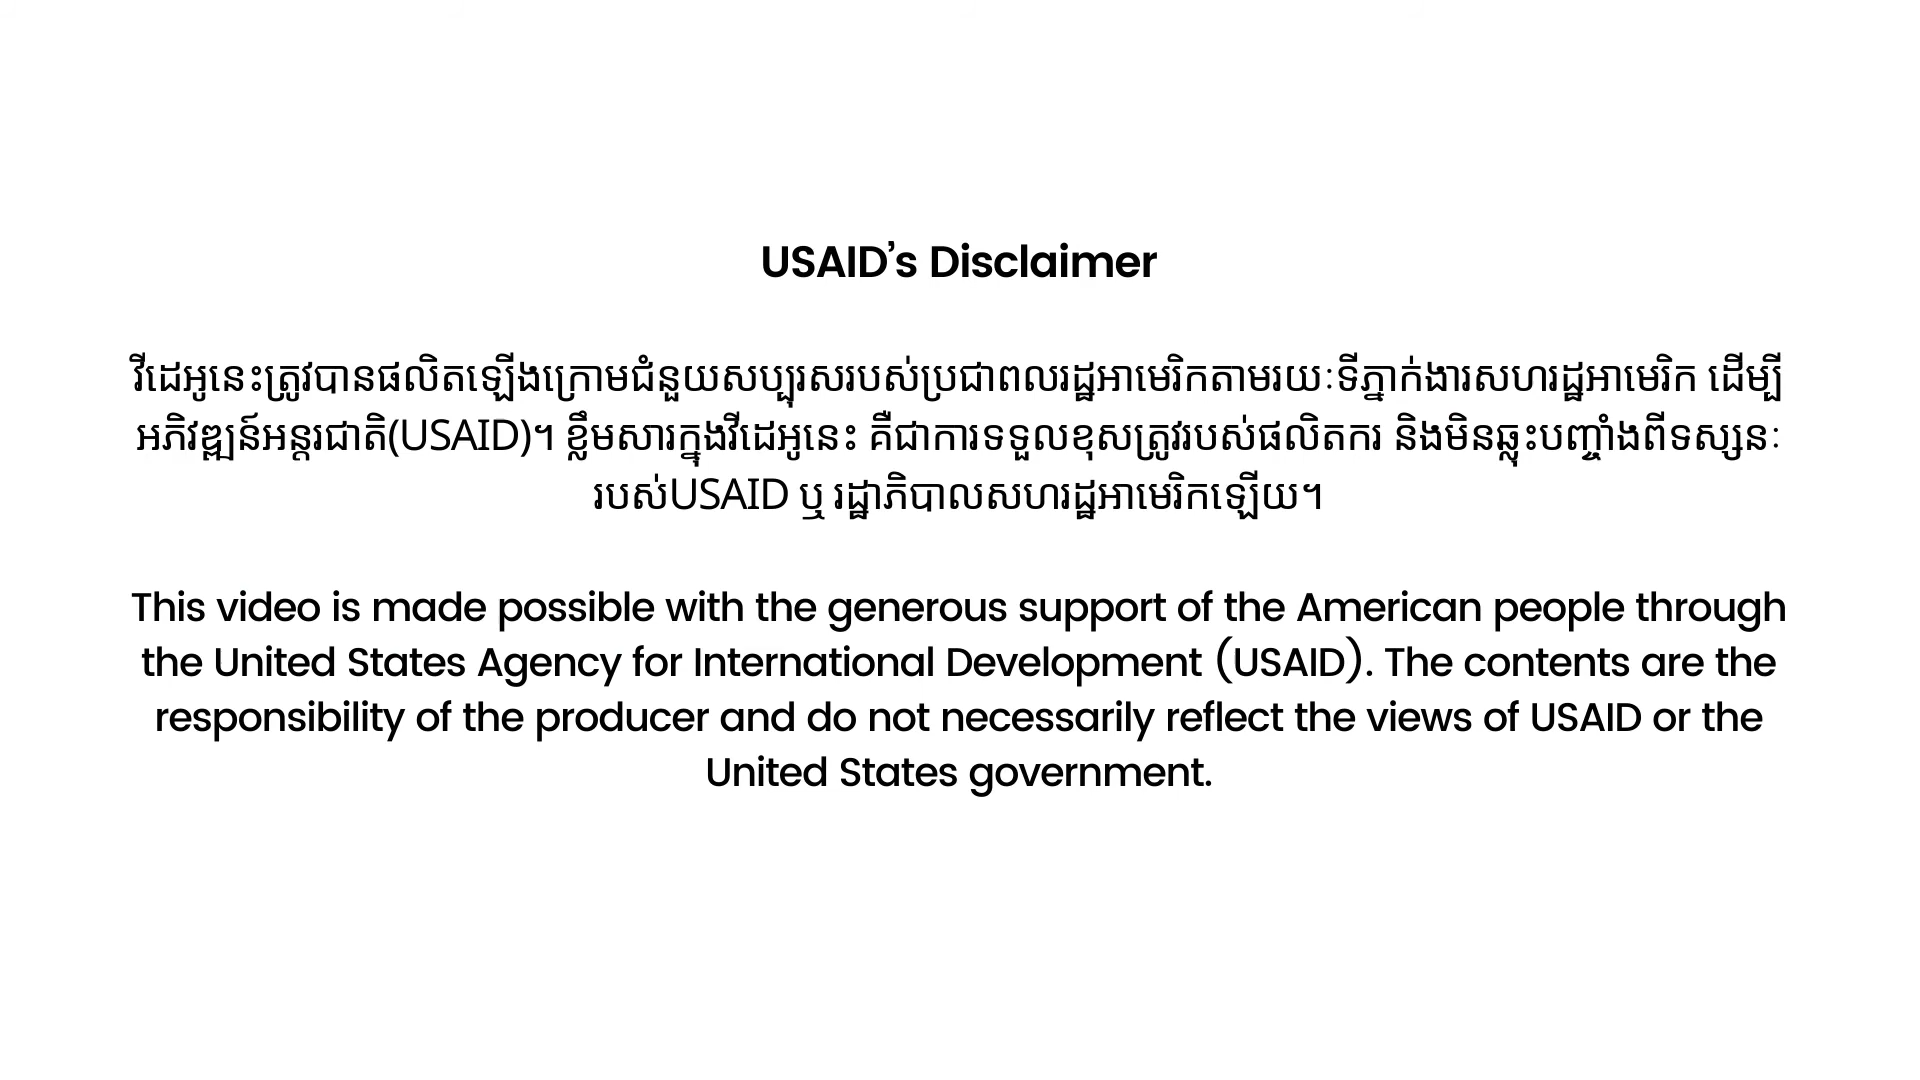 USAID’s Disclaimer
វីដេអូនេះត្រូវបានផលិតឡើងក្រោមជំនួយសប្បុរសរបស់ប្រជាពលរដ្ឋអាមេរិកតាមរយៈទីភ្នាក់ងារសហរដ្ឋអាមេរិក ដើម្បី
អភិវឌ្ឍន៍អន្តរជាតិ(USAID)។ ខ្លឹមសារក្នុងវីដេអូនេះ គឺជាការទទួលខុសត្រូវរបស់ផលិតករ និងមិនឆ្លុះបញ្ចាំងពីទស្សនៈ
របស់USAID ឬ រដ្ឋាភិបាលសហរដ្ឋអាមេរិកឡើយ។
This video is made possible with the generous support of the American people through
the United States Agency for International Development (USAID). The contents are the
responsibility of the producer and do not necessarily reflect the views of USAID or the
United States government.